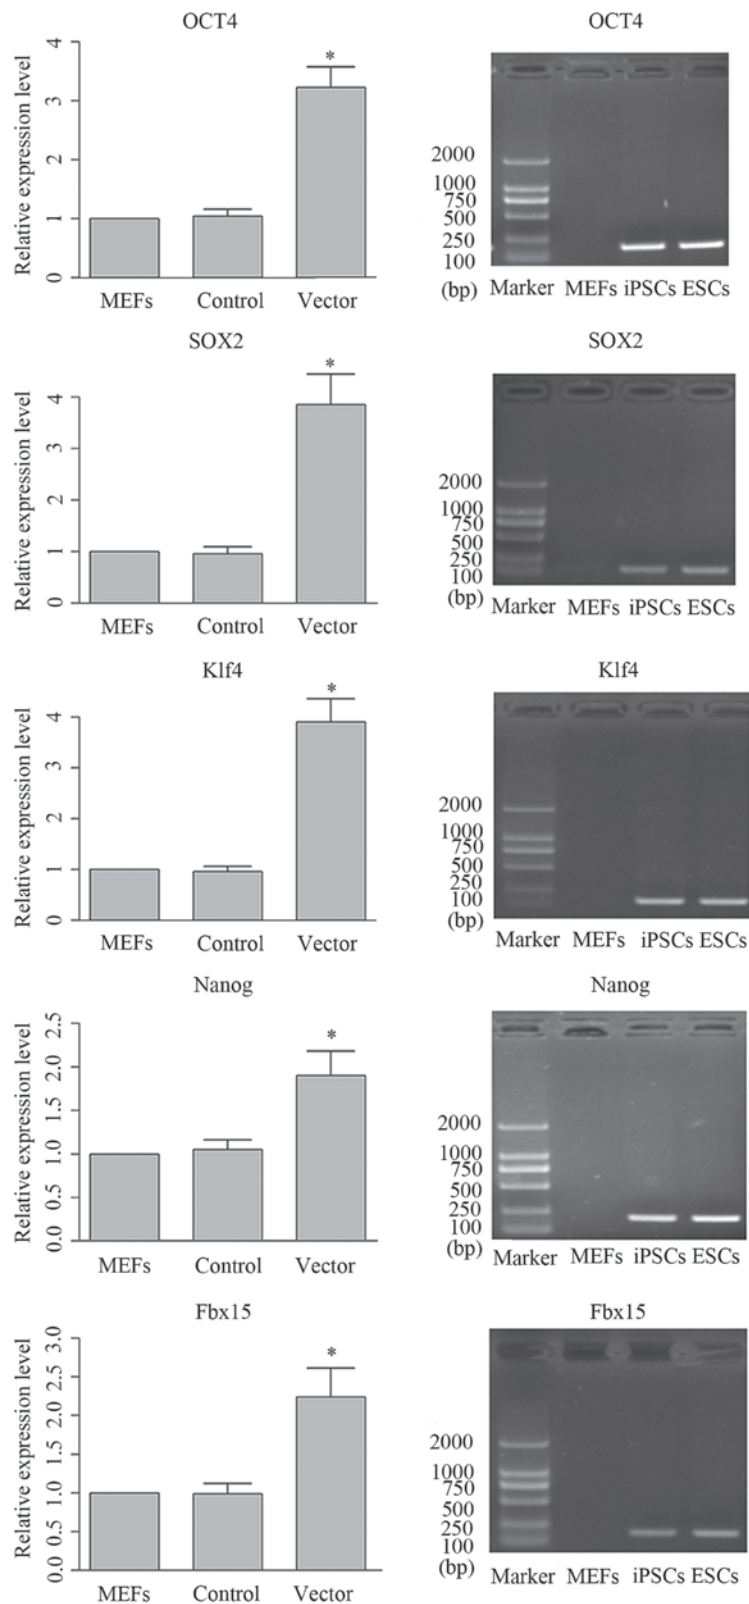 OCT4
Relative expression level
4
3
2
1
0
*
MEFs Control Vector
OCT4
2000
1000
750
500
250
100
(bp) Marker MEFs iPSCs ESCs
SOX2
Relative expression level
4
3
2
1
0
*
MEFs Control Vector
SOX2
2000
1000
750
500
250
100
(bp) Marker MEFs iPSCs ESCs
Klf4
Relative expression level
4
3
2
1
0
*
MEFs Control Vector
Klf4
2000
1000
750
500
250
100
(bp)
Marker MEFs iPSCs ESCs
Nanog
Relative expression level
2.5
2.0
1.5
1.0
0.5
0.0
*
MEFs Control Vector
Nanog
2000
1000
750
500
250
100
(bp) Marker MEFs iPSCs ESCs
Fbx15
Relative expression level
3.0
2.5
2.0
1.5
1.0
0.5
0.0
*
MEFs Control Vector
Fbx15
2000
1000
750
500
250
100
(bp)
Marker MEFs iPSCs ESCs